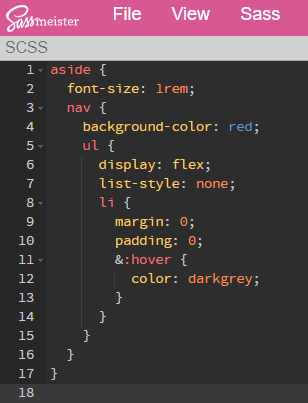 Sass meister File View Sass
SCSS
1 aside {
2   font-size: 1rem;
3   nav {
4     background-color: red;
5     ul {
6       display: flex;
7       list-style: none;
8       li {
9         margin: 0;
10         padding: 0;
11         &:hover {
12           color: darkgrey;
13         }
14       }
15     }
16   }
17 }
18